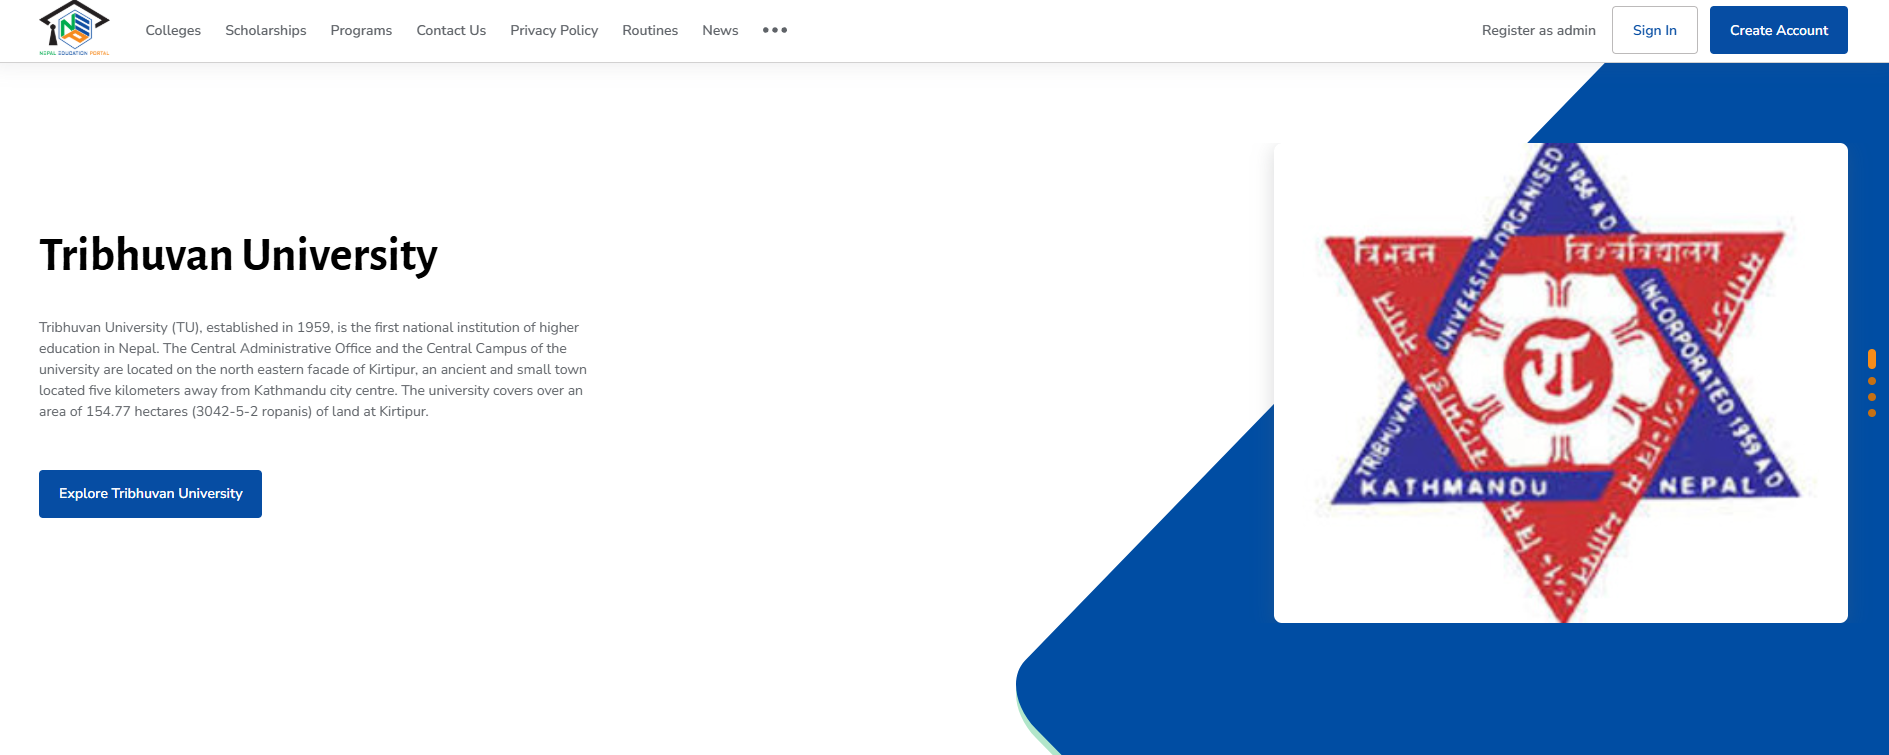 NEPAL EDUCATION PORTAL
Colleges
Scholarships
Programs
Contact Us
Privacy Policy
Routines
News
Register as admin
Sign In
Create Account
Tribhuvan University
Tribhuvan University (TU), established in 1959, is the first national institution of higher
education in Nepal. The Central Administrative Office and the Central Campus of the
university are located on the north eastern facade of Kirtipur, an ancient and small town
located five kilometers away from Kathmandu city centre. The university covers over an
area of 154.77 hectares (3042-5-2 ropanis) of land at Kirtipur.
Explore Tribhuvan University
TRIBHUVAN UNIVERSITY ORGANISED
1956 A D
INCORPORATED 1959 A D
KATHMANDU NEPAL